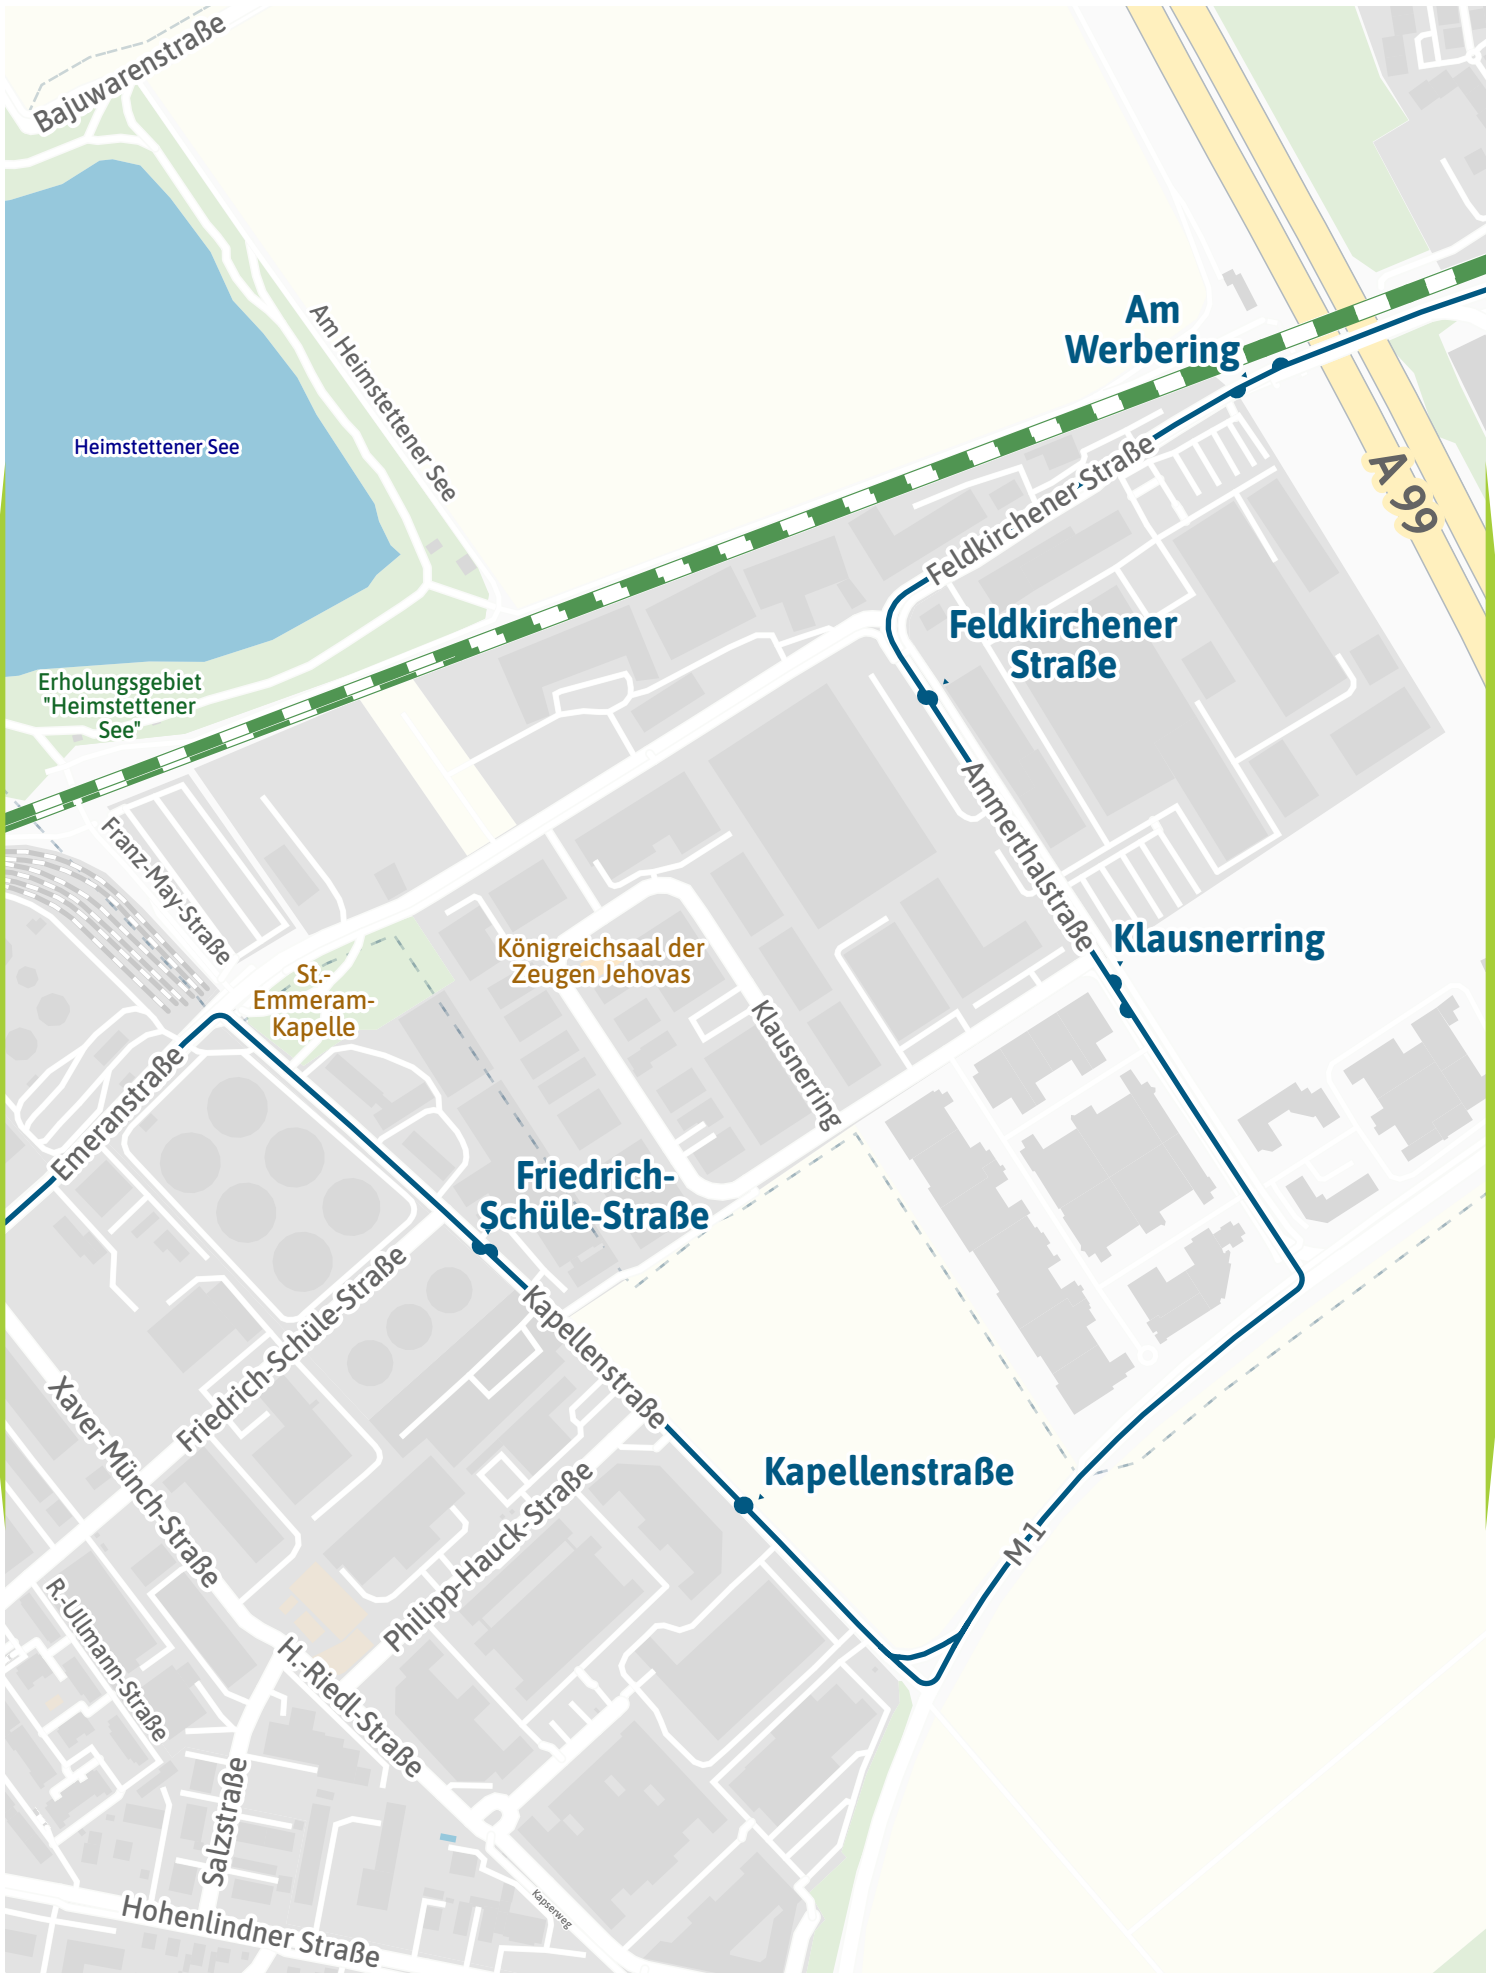 Bajuwarenstraße
Am Heimstettener See
Am
Werbering
Heimstettener See
A 99
Feldkirchener Straße
Feldkirchener
Straße
Erholungsgebiet
"Heimstettener
See"
Ammerthalstraße
Franz-May-Straße
Klausnerring
Königreichsaal der
Zeugen Jehovas
St.-
Emmeram-
Kapelle
Klausnerring
Emeranstraße
Friedrich-
Schüle-Straße
Friedrich-Schüle-Straße
Kapellenstraße
Xaver-Münch-Straße
Kapellenstraße
Philipp-Hauck-Straße
M 1
R.-Ullmann-Straße
H.-Riedl-Straße
Salzstraße
Kapserweg
Hohenlindner Straße